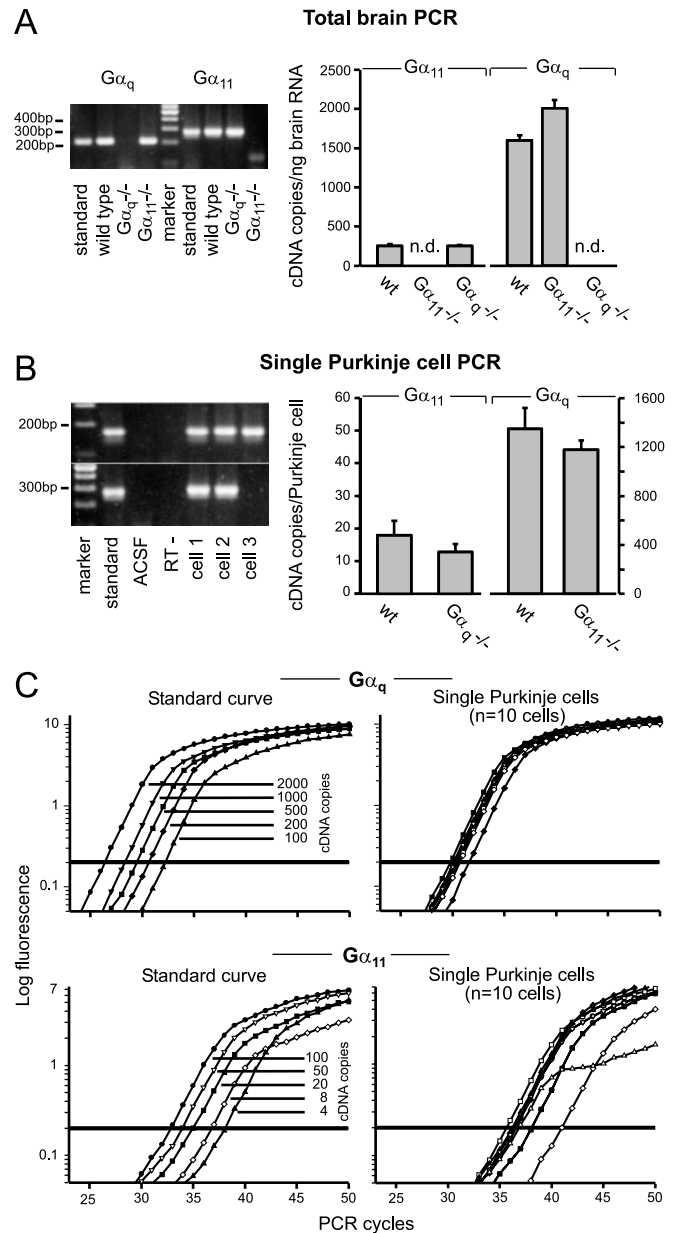 A
Total brain PCR
Gαq
Gα11
400bp
300bp
200bp
standard
wild type
Gαq-/-
Gα11-/-
marker
standard
wild type
Gαq-/-
Gα11-/-
cDNA copies/ng brain RNA
2500
2000
1500
1000
500
0
Gα11
Gαq
n.d.
n.d.
wt
Gα11-/-
Gαq-/-
wt
Gα11-/-
Gαq-/-
B
Single Purkinje cell PCR
200bp
300bp
marker
standard
ACSF
RT -
cell 1
cell 2
cell 3
cDNA copies/Purkinje cell
60
50
40
30
20
10
0
Gα11
Gαq
1600
1200
800
400
0
wt
Gαq-/-
wt
Gα11-/-
C
Gαq
Standard curve
Single Purkinje cells
(n=10 cells)
Log fluorescence
10
1
0.1
2000
1000
500
200
100
cDNA copies
Gα11
Standard curve
Single Purkinje cells
(n=10 cells)
7
1
0.1
100
50
20
8
4
cDNA copies
25 30 35 40 45 50
25 30 35 40 45 50
PCR cycles